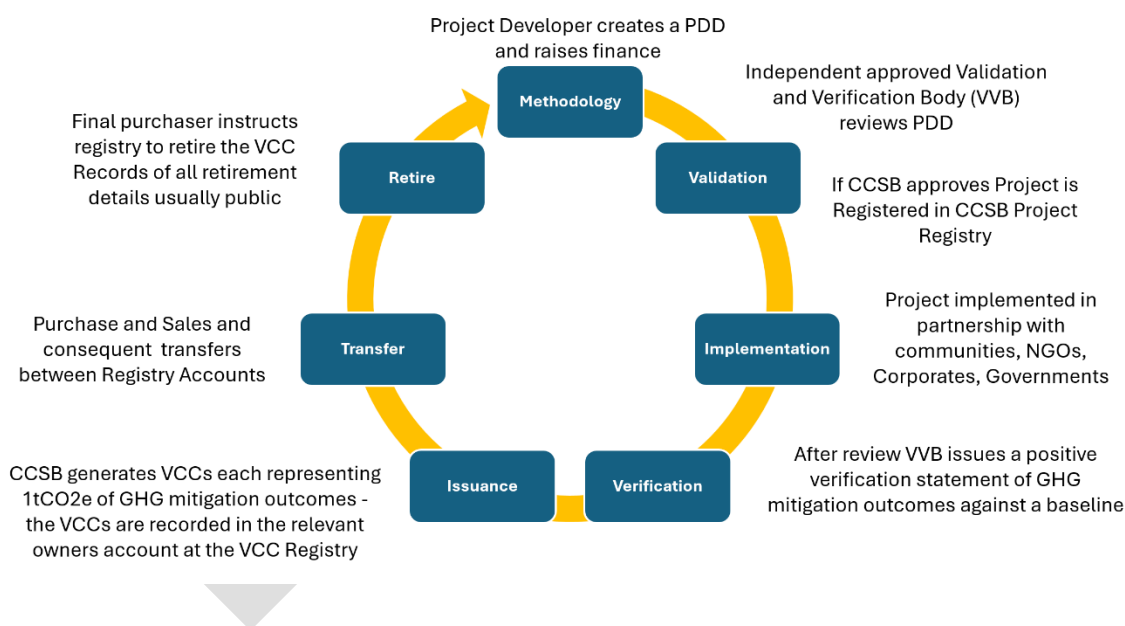 Project Developer creates a PDD
and raises finance
Methodology
Independent approved Validation
and Verification Body (VVB)
reviews PDD
Validation
If CCSB approves Project is
Registered in CCSB Project
Registry
Implementation
Project implemented in
partnership with
communities, NGOs,
Corporates, Governments
Verification
After review VVB issues a positive
verification statement of GHG
mitigation outcomes against a baseline
Issuance
CCSB generates VCCs each representing
1tCO2e of GHG mitigation outcomes -
the VCCs are recorded in the relevant
owners account at the VCC Registry
Transfer
Purchase and Sales and
consequent transfers
between Registry Accounts
Retire
Final purchaser instructs
registry to retire the VCC
Records of all retirement
details usually public